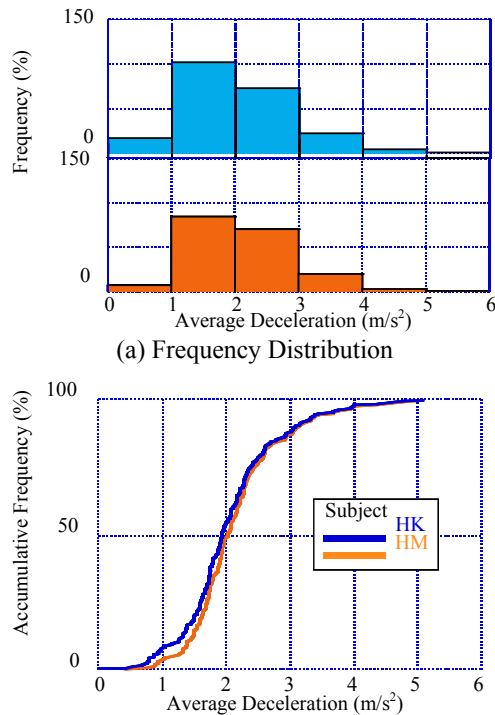 150
Frequency (%)
0
150
0
0 1 2 3 4 5 6
Average Deceleration (m/s²)
(a) Frequency Distribution
100
Accumulative Frequency (%)
50
0
Subject
HK
HM
0 1 2 3 4 5 6
Average Deceleration (m/s²)